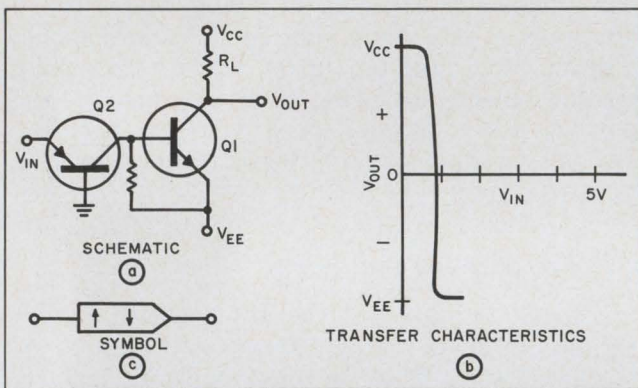 VCC
RL
Q2
VOUT
VIN
Q1
VEE
SCHEMATIC
a
SYMBOL
c
VCC
+
VOUT
0
VIN
5V
–
VEE
TRANSFER CHARACTERISTICS
b